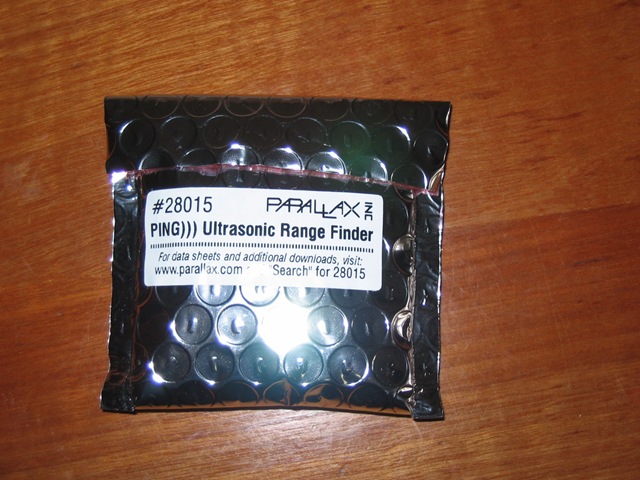 #28015 PARALLAX INC
PING))) Ultrasonic Range Finder
For data sheets and additional downloads, visit:
www.parallax.com "Search" for 28015